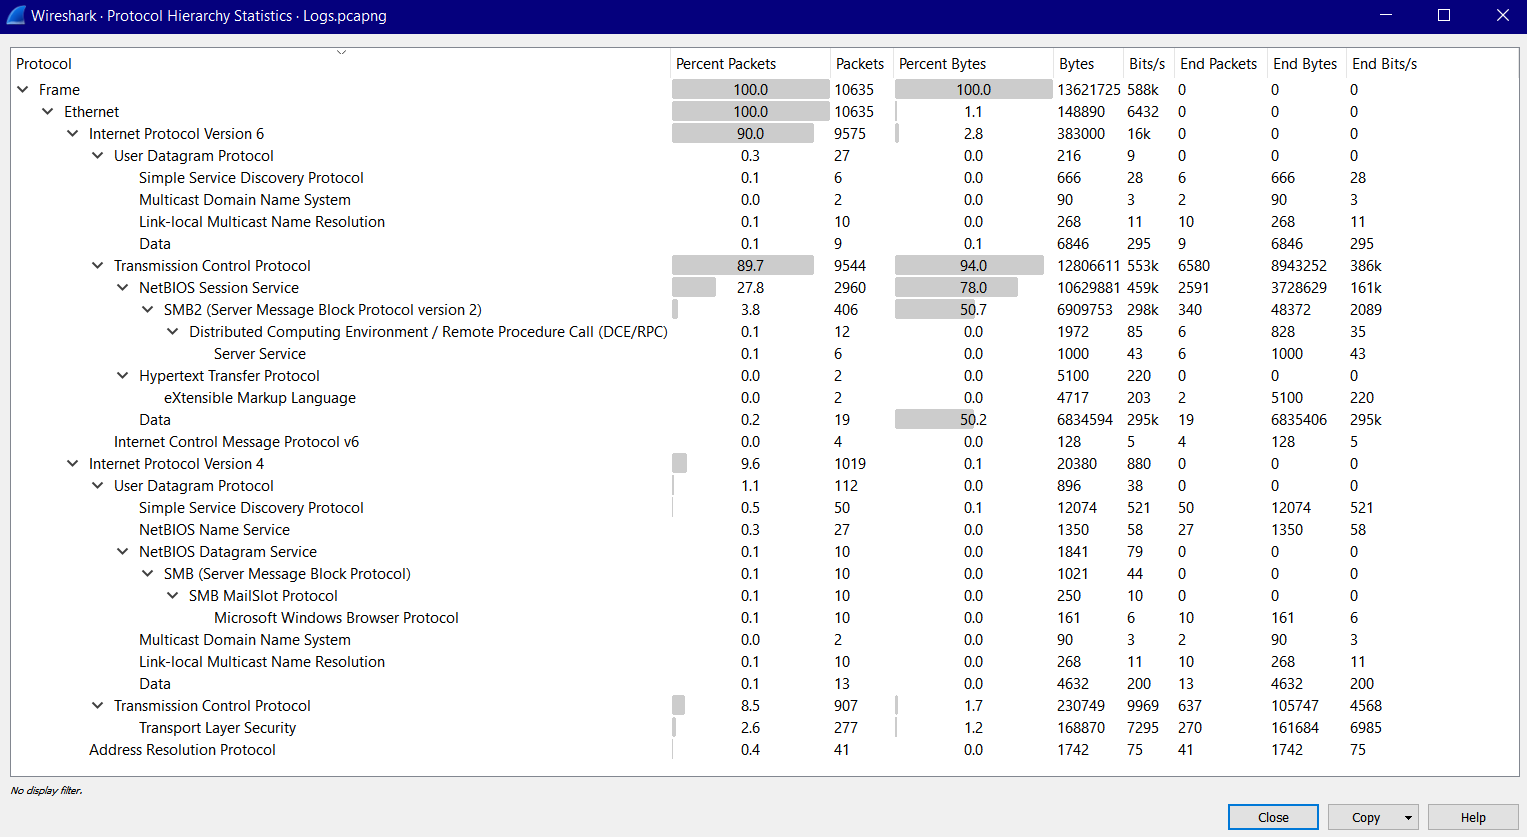 Wireshark · Protocol Hierarchy Statistics · Logs.pcapng
Protocol Percent Packets Packets Percent Bytes Bytes Bits/s End Packets End Bytes End Bits/s
Frame 100.0 10635 100.0 13621725 588k 0 0 0
Ethernet 100.0 10635 1.1 148890 6432 0 0 0
Internet Protocol Version 6 90.0 9575 2.8 383000 16k 0 0 0
User Datagram Protocol 0.3 27 0.0 216 9 0 0 0
Simple Service Discovery Protocol 0.1 6 0.0 666 28 6 666 28
Multicast Domain Name System 0.0 2 0.0 90 3 2 90 3
Link-local Multicast Name Resolution 0.1 10 0.0 268 11 10 268 11
Data 0.1 9 0.1 6846 295 9 6846 295
Transmission Control Protocol 89.7 9544 94.0 12806611 553k 6580 8943252 386k
NetBIOS Session Service 27.8 2960 78.0 10629881 459k 2591 3728629 161k
SMB2 (Server Message Block Protocol version 2) 3.8 406 50.7 6909753 298k 340 48372 2089
Distributed Computing Environment / Remote Procedure Call (DCE/RPC) 0.1 12 0.0 1972 85 6 828 35
Server Service 0.1 6 0.0 1000 43 6 1000 43
Hypertext Transfer Protocol 0.0 2 0.0 5100 220 0 0 0
eXtensible Markup Language 0.0 2 0.0 4717 203 2 5100 220
Data 0.2 19 50.2 6834594 295k 19 6835406 295k
Internet Control Message Protocol v6 0.0 4 0.0 128 5 4 128 5
Internet Protocol Version 4 9.6 1019 0.1 20380 880 0 0 0
User Datagram Protocol 1.1 112 0.0 896 38 0 0 0
Simple Service Discovery Protocol 0.5 50 0.1 12074 521 50 12074 521
NetBIOS Name Service 0.3 27 0.0 1350 58 27 1350 58
NetBIOS Datagram Service 0.1 10 0.0 1841 79 0 0 0
SMB (Server Message Block Protocol) 0.1 10 0.0 1021 44 0 0 0
SMB MailSlot Protocol 0.1 10 0.0 250 10 0 0 0
Microsoft Windows Browser Protocol 0.1 10 0.0 161 6 10 161 6
Multicast Domain Name System 0.0 2 0.0 90 3 2 90 3
Link-local Multicast Name Resolution 0.1 10 0.0 268 11 10 268 11
Data 0.1 13 0.0 4632 200 13 4632 200
Transmission Control Protocol 8.5 907 1.7 230749 9969 637 105747 4568
Transport Layer Security 2.6 277 1.2 168870 7295 270 161684 6985
Address Resolution Protocol 0.4 41 0.0 1742 75 41 1742 75
No display filter.
Close Copy Help